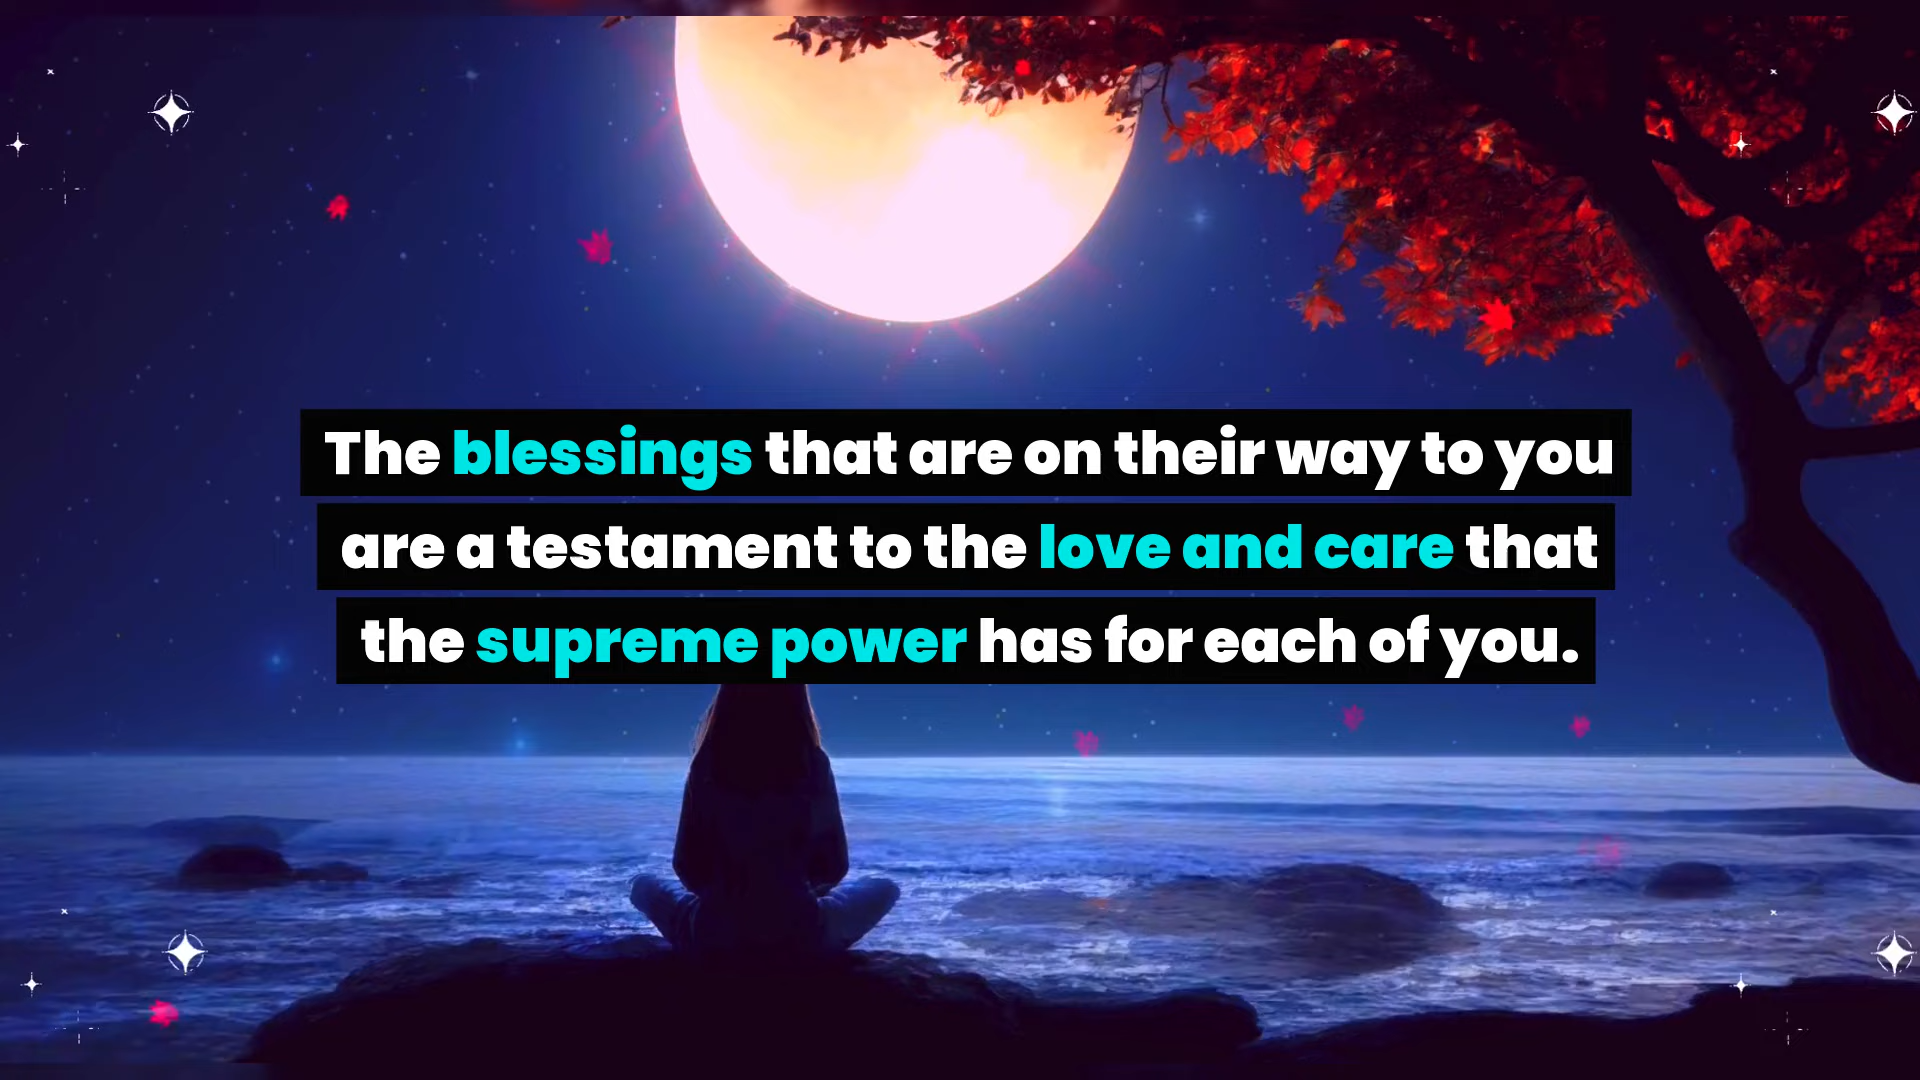 The blessings that are on their way to you
are a testament to the love and care that
the supreme power has for each of you.